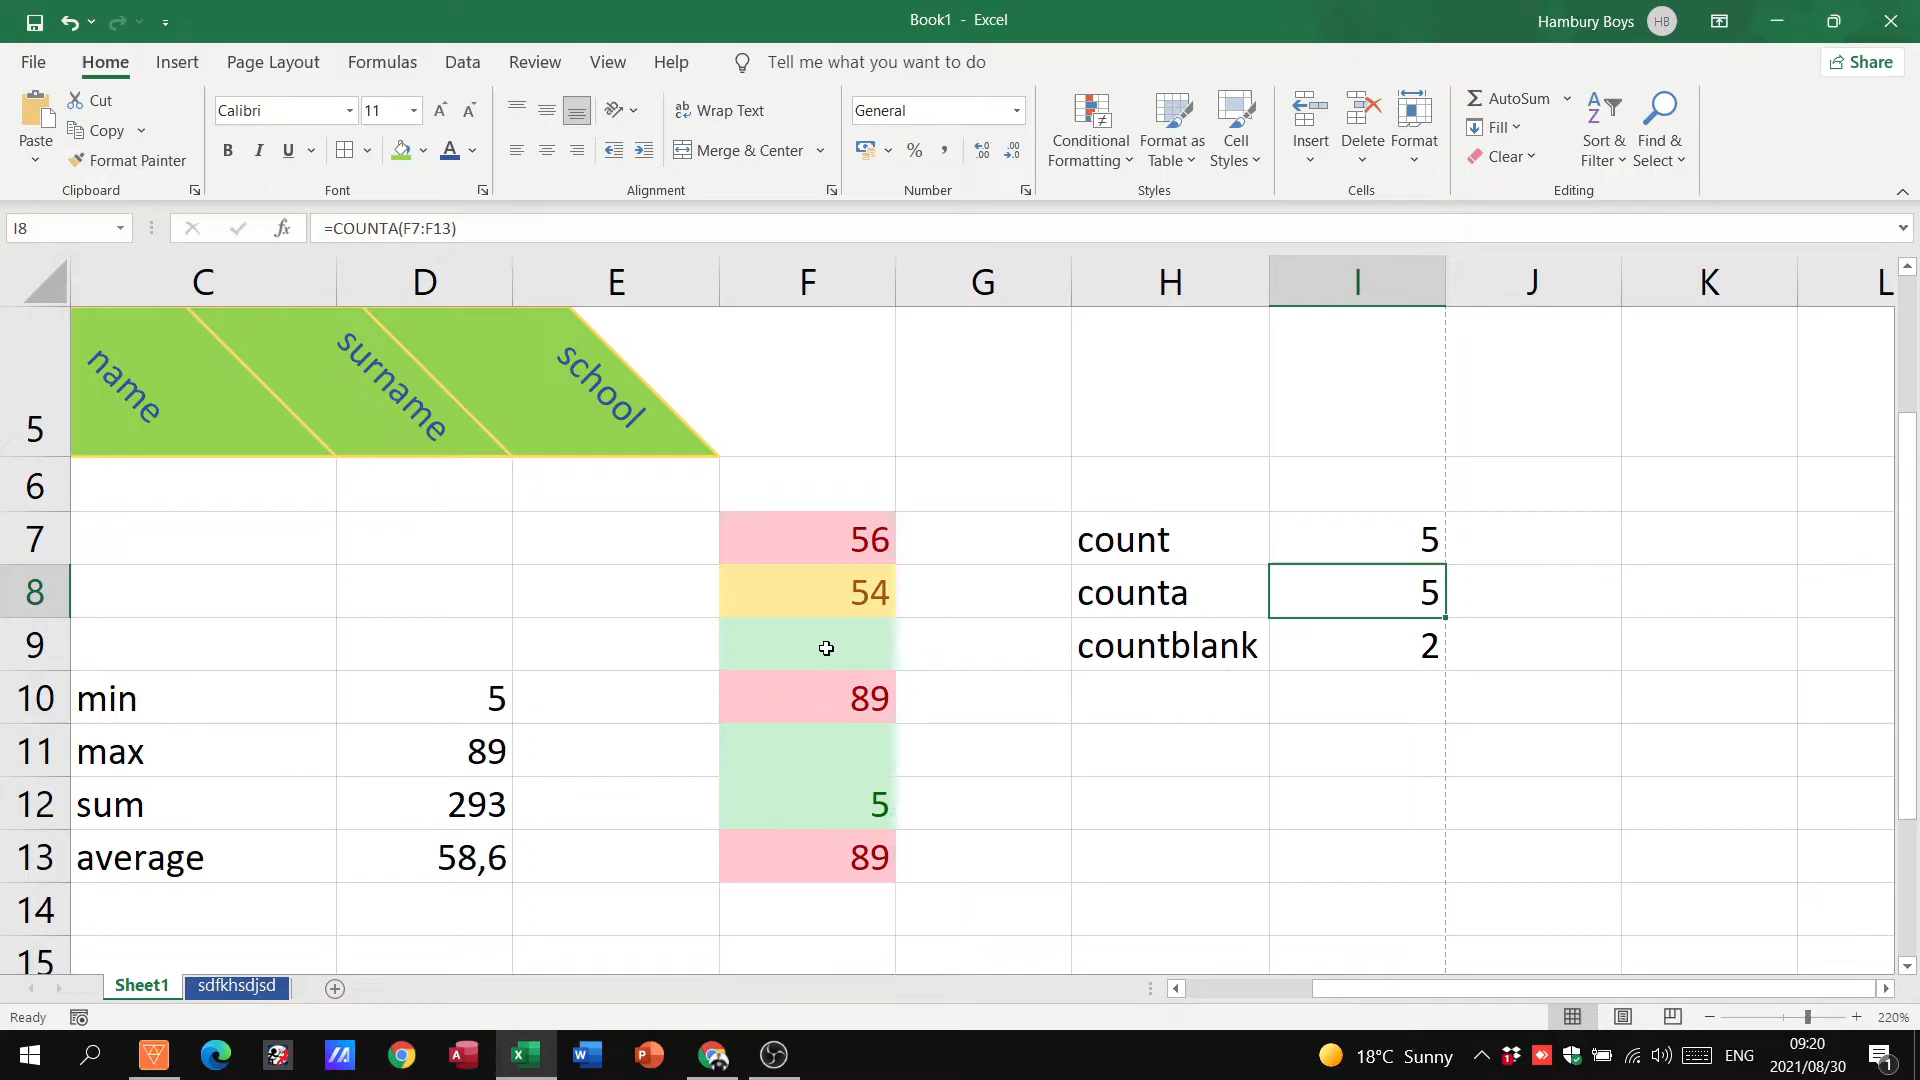 Book1 - Excel
Hambury Boys HB
File Home Insert Page Layout Formulas Data Review View Help Tell me what you want to do Share
Paste
Cut
Copy
Format Painter
Clipboard
Calibri 11
B I U A
Font
ab Wrap Text
Merge & Center
Alignment
General
%
Number
Conditional Formatting
Format as Table
Cell Styles
Styles
Insert
Delete
Format
Cells
AutoSum
Fill
Clear
Sort & Filter
Find & Select
Editing
I8 fx =COUNTA(F7:F13)
C D E F G H I J K L
5 name surname school
6
7 56 count 5
8 54 counta 5
9 countblank 2
10 min 5 89
11 max 89
12 sum 293 5
13 average 58,6 89
14
15
Sheet1 sdfkhsdjsd
Ready 220%
18°C Sunny ENG 09:20
2021/08/30 1